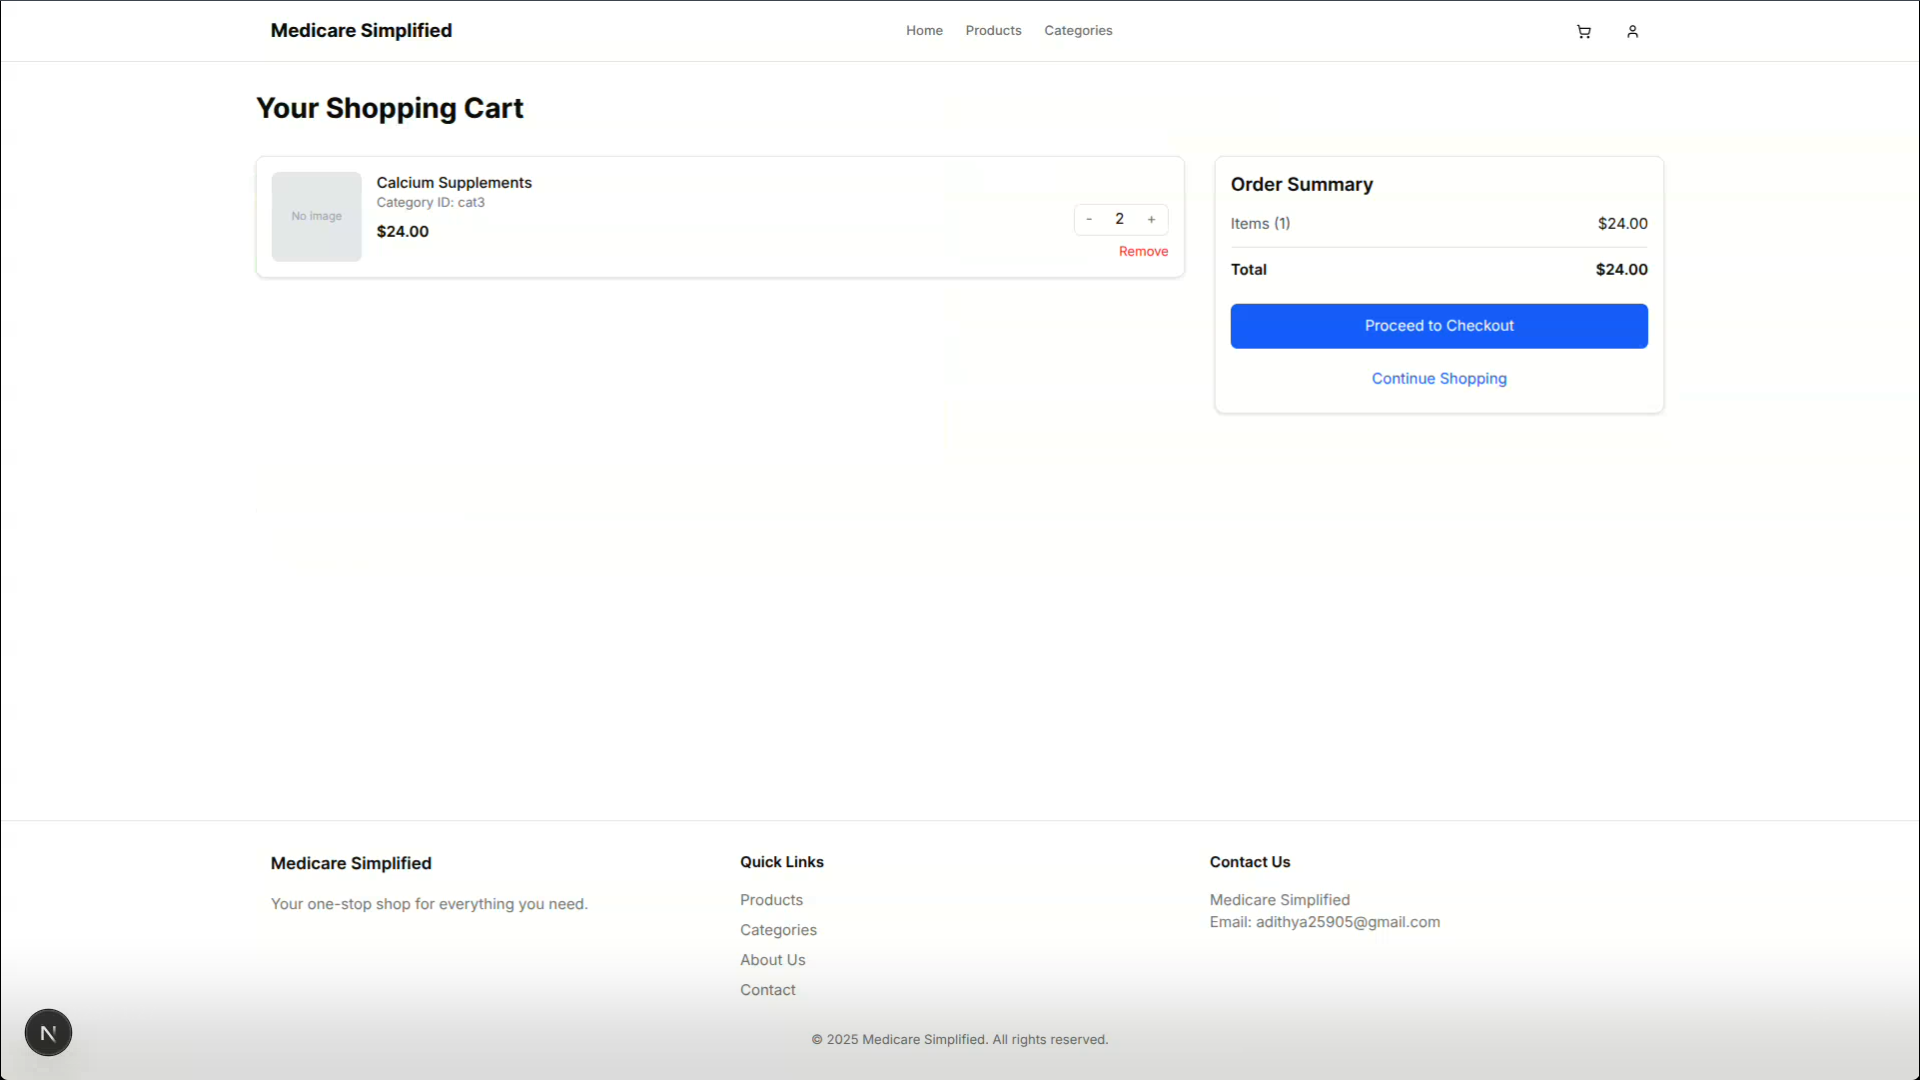 Medicare Simplified
Home Products Categories
Your Shopping Cart
No image
Calcium Supplements
Category ID: cat3
$24.00
- 2 +
Remove
Order Summary
Items (1) $24.00
Total $24.00
Proceed to Checkout
Continue Shopping
Medicare Simplified
Your one-stop shop for everything you need.
Quick Links
Products
Categories
About Us
Contact
Contact Us
Medicare Simplified
Email: adithya25905@gmail.com
N
© 2025 Medicare Simplified. All rights reserved.